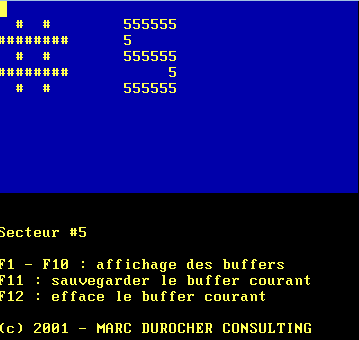 #  #         555555
########       5
  #  #         555555
########            5
  #  #         555555
Secteur #5
F1 - F10 : affichage des buffers
F11 : sauvegarder le buffer courant
F12 : efface le buffer courant
(c) 2001 - MARC DUROCHER CONSULTING